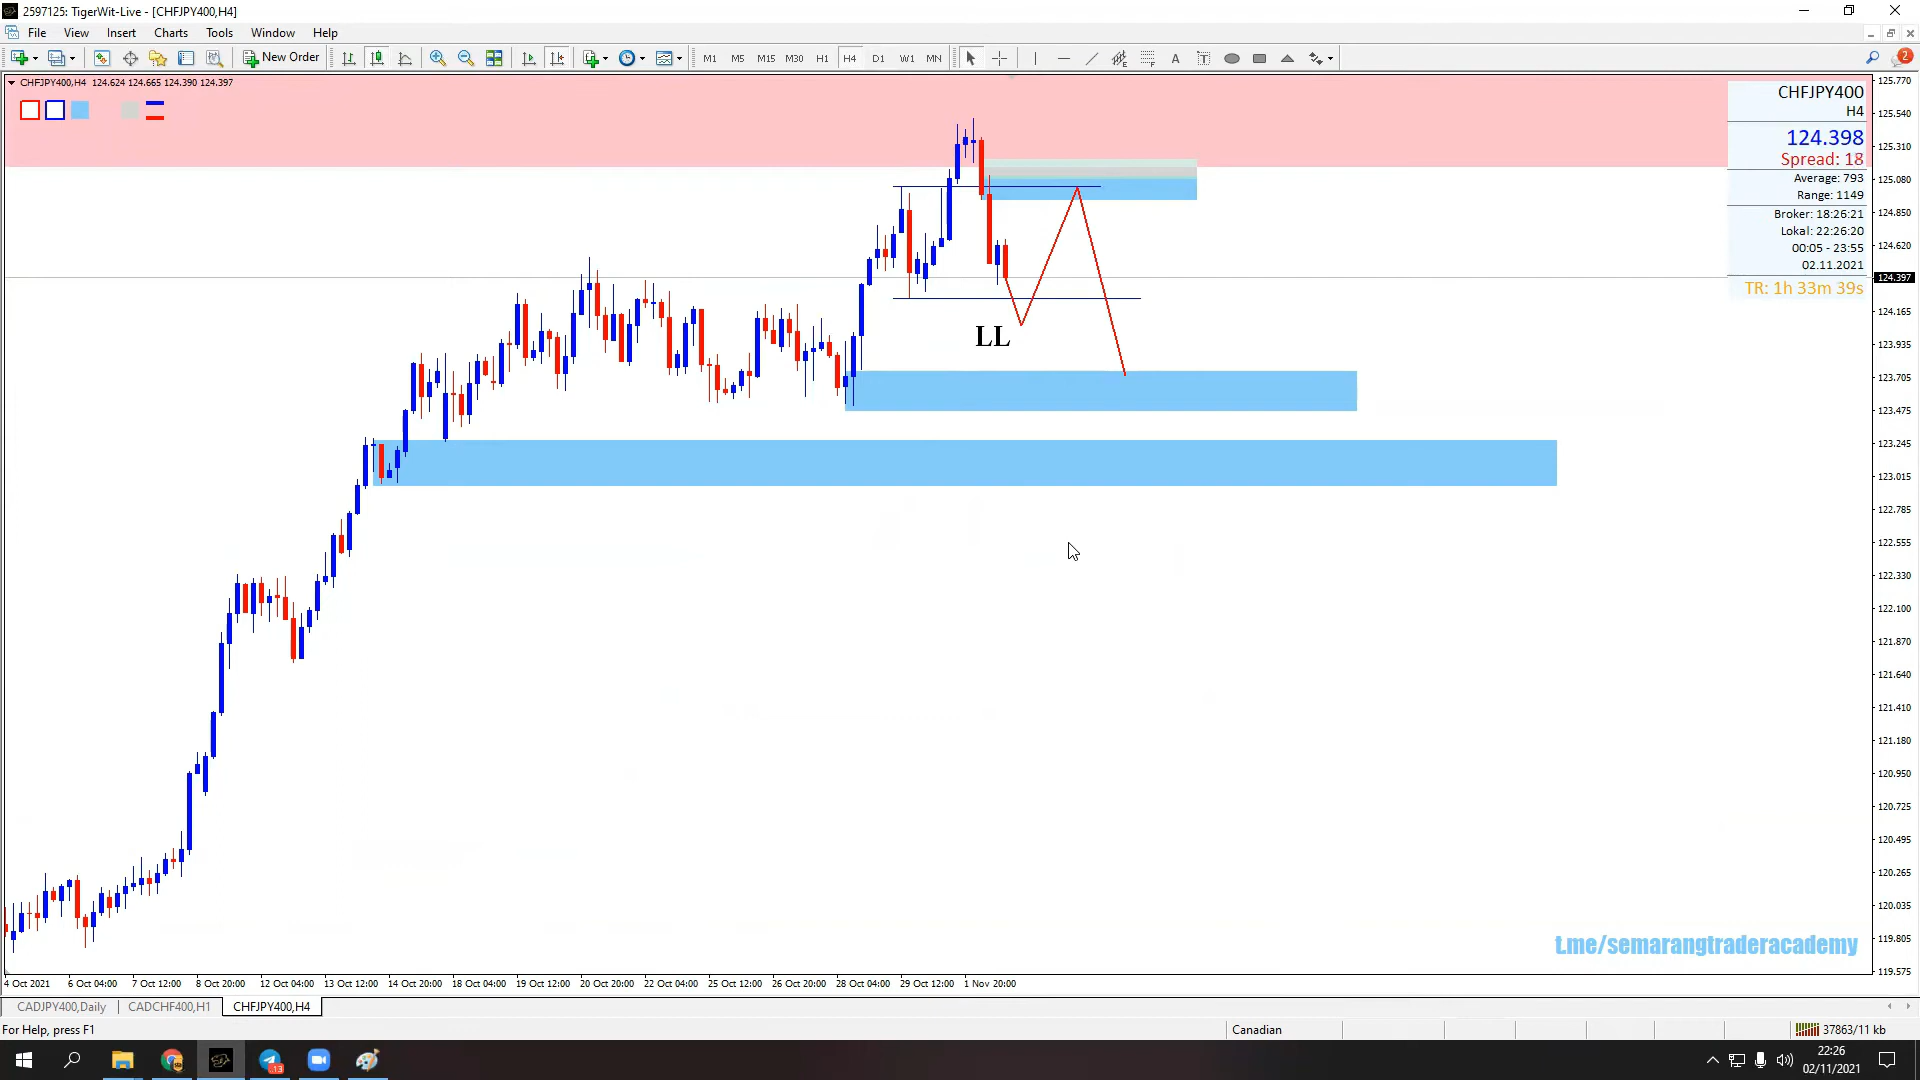 2597125: TigerWit-Live - [CHFJPY400,H4]
File View Insert Charts Tools Window Help
New Order M1 M5 M15 M30 H1 H4 D1 W1 MN A T 2
CHFJPY400,H4 124.624 124.665 124.390 124.397
CHFJPY400
H4
124.398
Spread: 18
Average: 793
Range: 1149
Broker: 18:26:21
Lokal: 22:26:20
00:05 - 23:55
02.11.2021
TR: 1h 33m 39s
LL
125.770
125.540
125.310
125.080
124.850
124.620
124.397
124.165
123.935
123.705
123.475
123.245
123.015
122.785
122.555
122.330
122.100
121.870
121.640
121.410
121.180
120.950
120.725
120.495
120.265
120.035
119.805
119.575
t.me/semarangtraderacademy
4 Oct 2021 6 Oct 04:00 7 Oct 12:00 8 Oct 20:00 12 Oct 04:00 13 Oct 12:00 14 Oct 20:00 18 Oct 04:00 19 Oct 12:00 20 Oct 20:00 22 Oct 04:00 25 Oct 12:00 26 Oct 20:00 28 Oct 04:00 29 Oct 12:00 1 Nov 20:00
CADJPY400,Daily CADCHF400,H1 CHFJPY400,H4
For Help, press F1 Canadian 37863/11 kb
13
22:26
02/11/2021